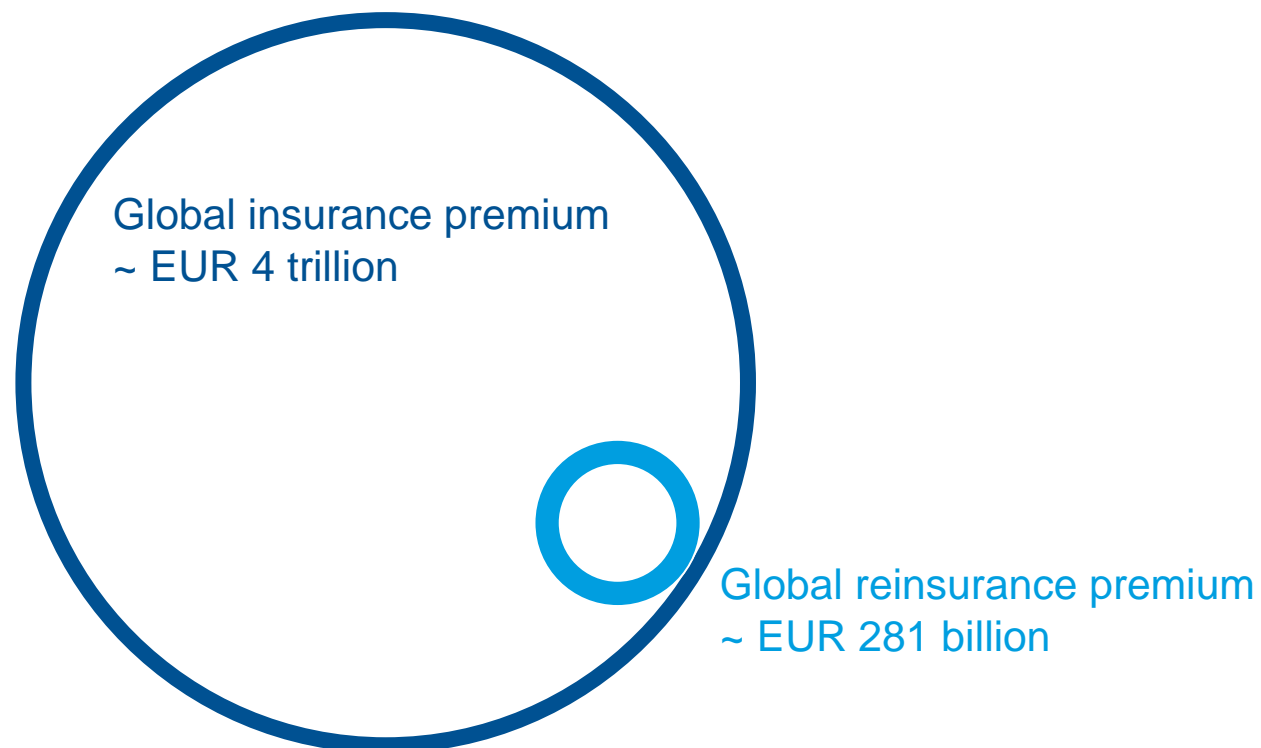 Global insurance premium
~ EUR 4 trillion
Global reinsurance premium
~ EUR 281 billion